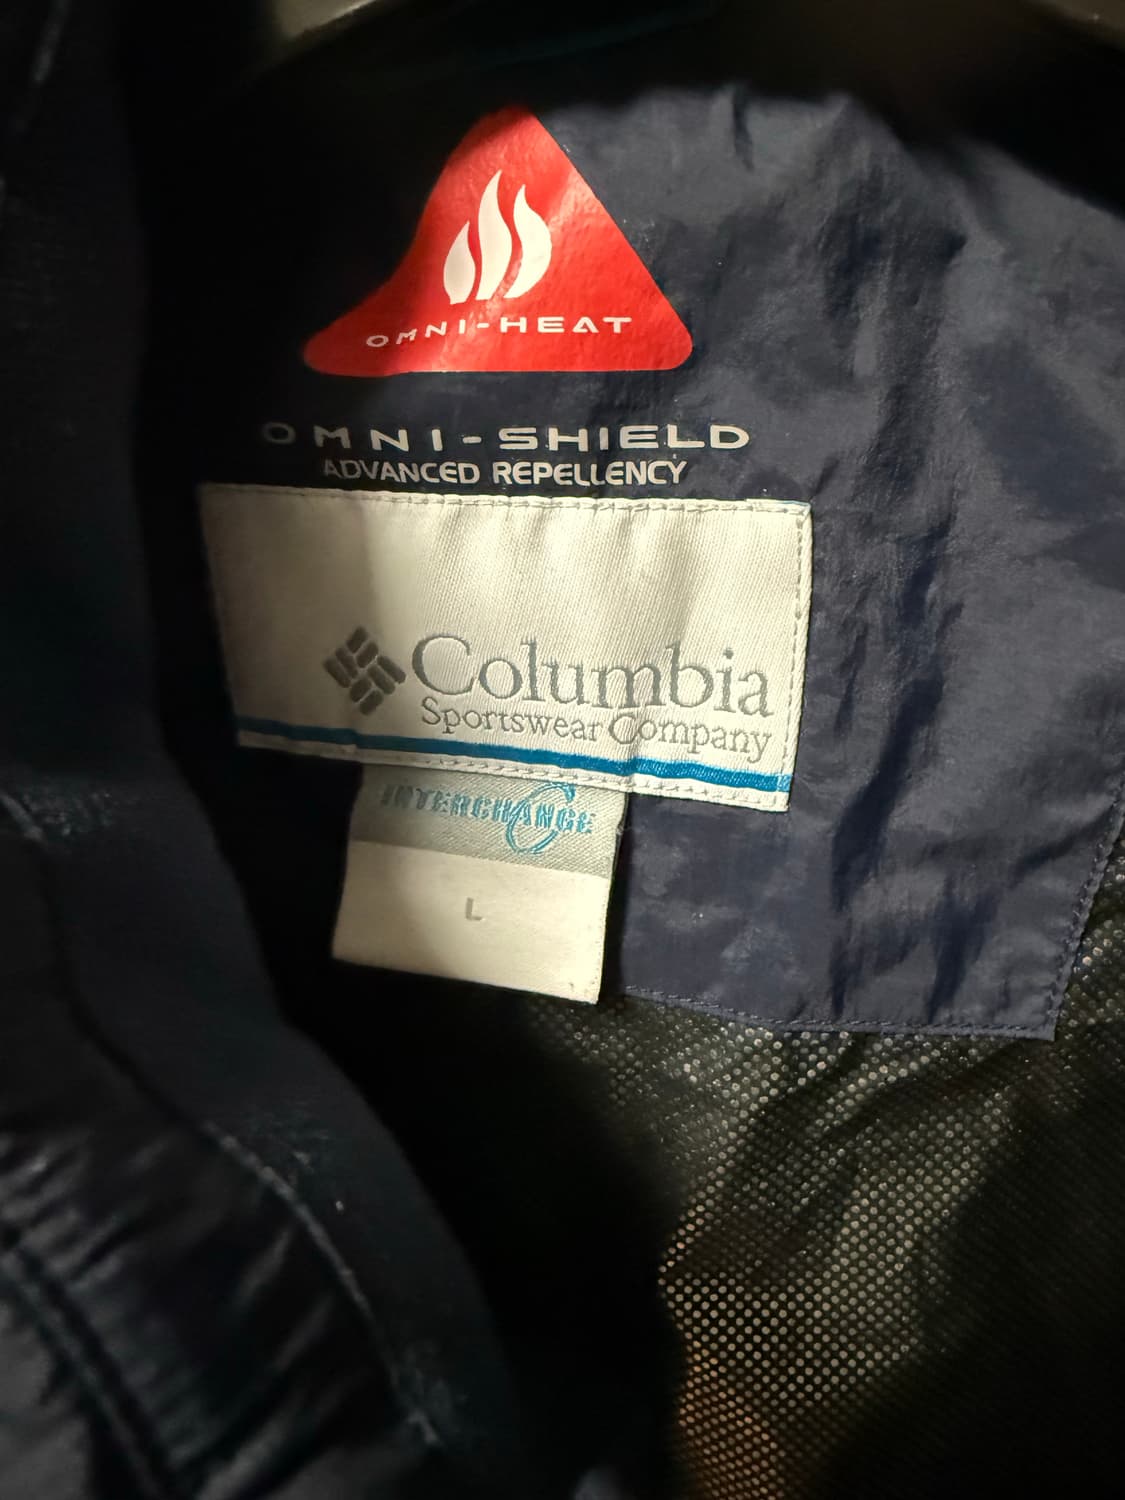 OMNI-HEAT
OMNI-SHIELD
ADVANCED REPELLENCY
Columbia
Sportswear Company
INTERCHANGE
L